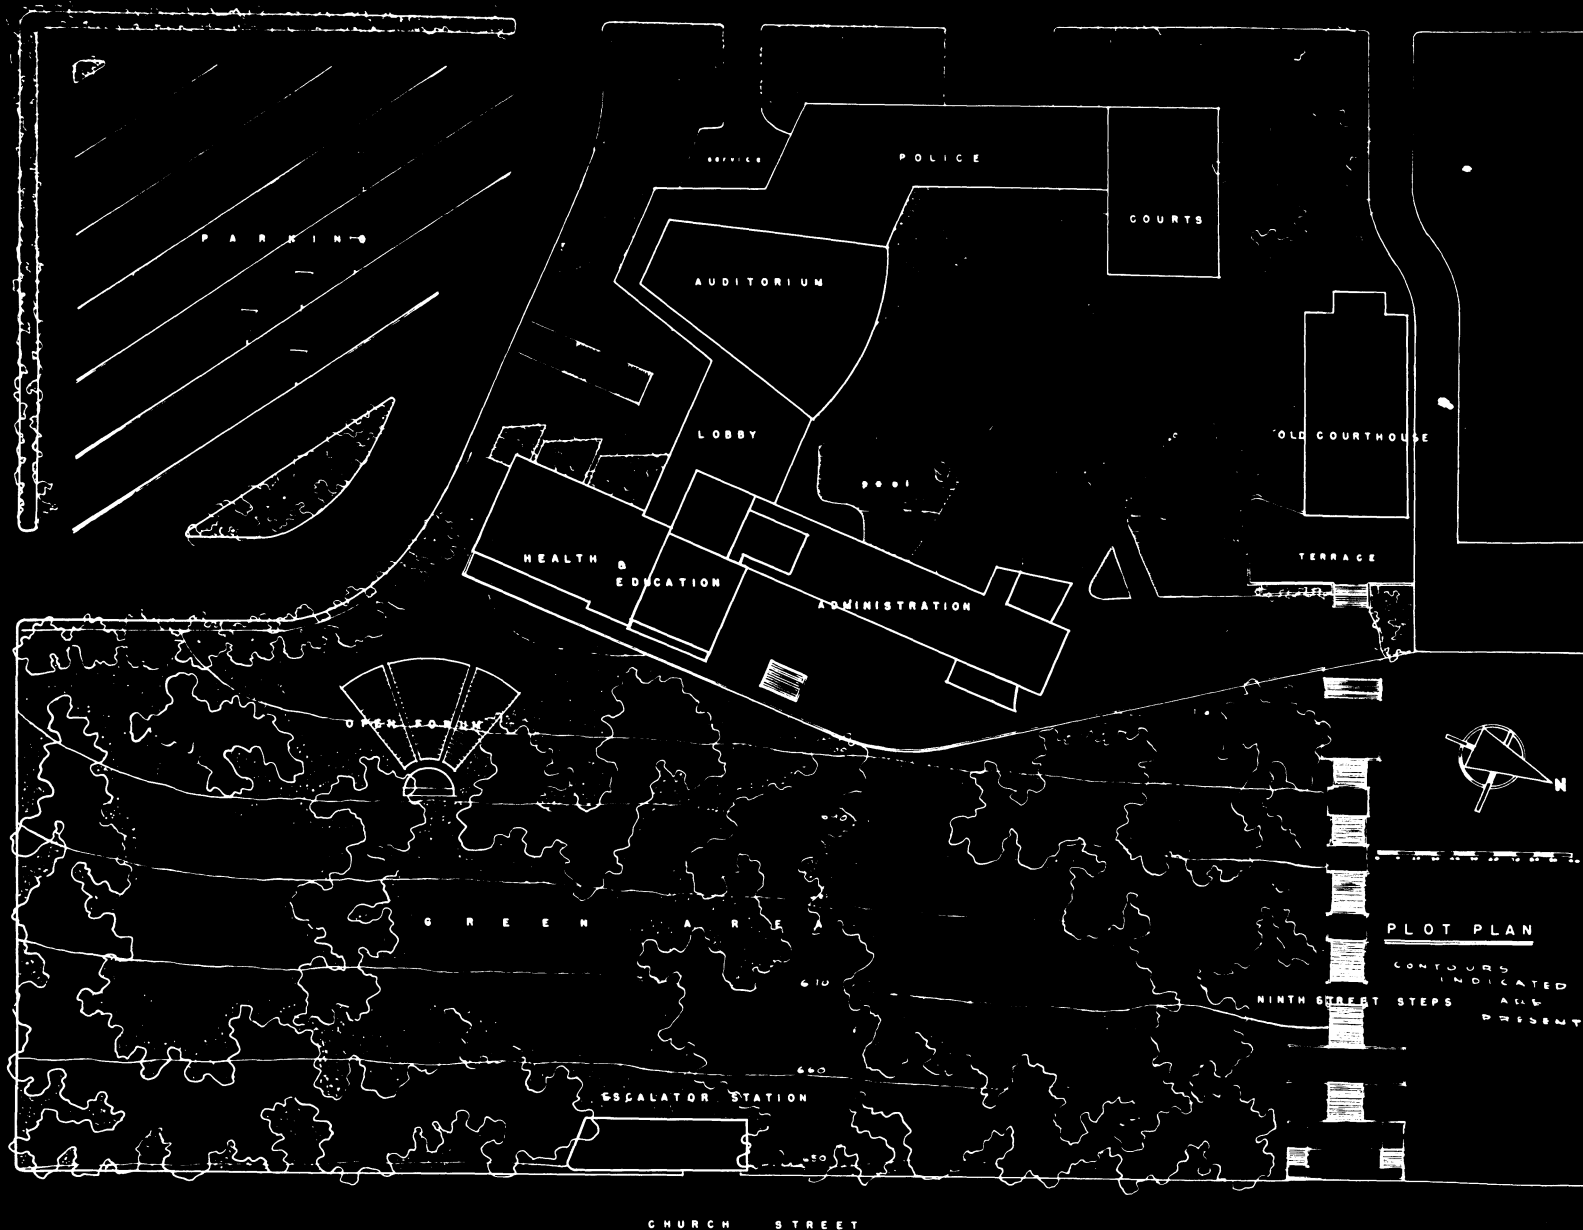 service
POLICE
COURTS
PARKING
AUDITORIUM
LOBBY
OLD COURTHOUSE
pool
HEALTH &
EDUCATION
TERRACE
ADMINISTRATION
OPEN FORUM
N
GREEN AREA
PLOT PLAN
CONTOURS
INDICATED
ARE
PRESENT
670
NINTH STREET STEPS
660
ESCALATOR STATION
650
CHURCH STREET